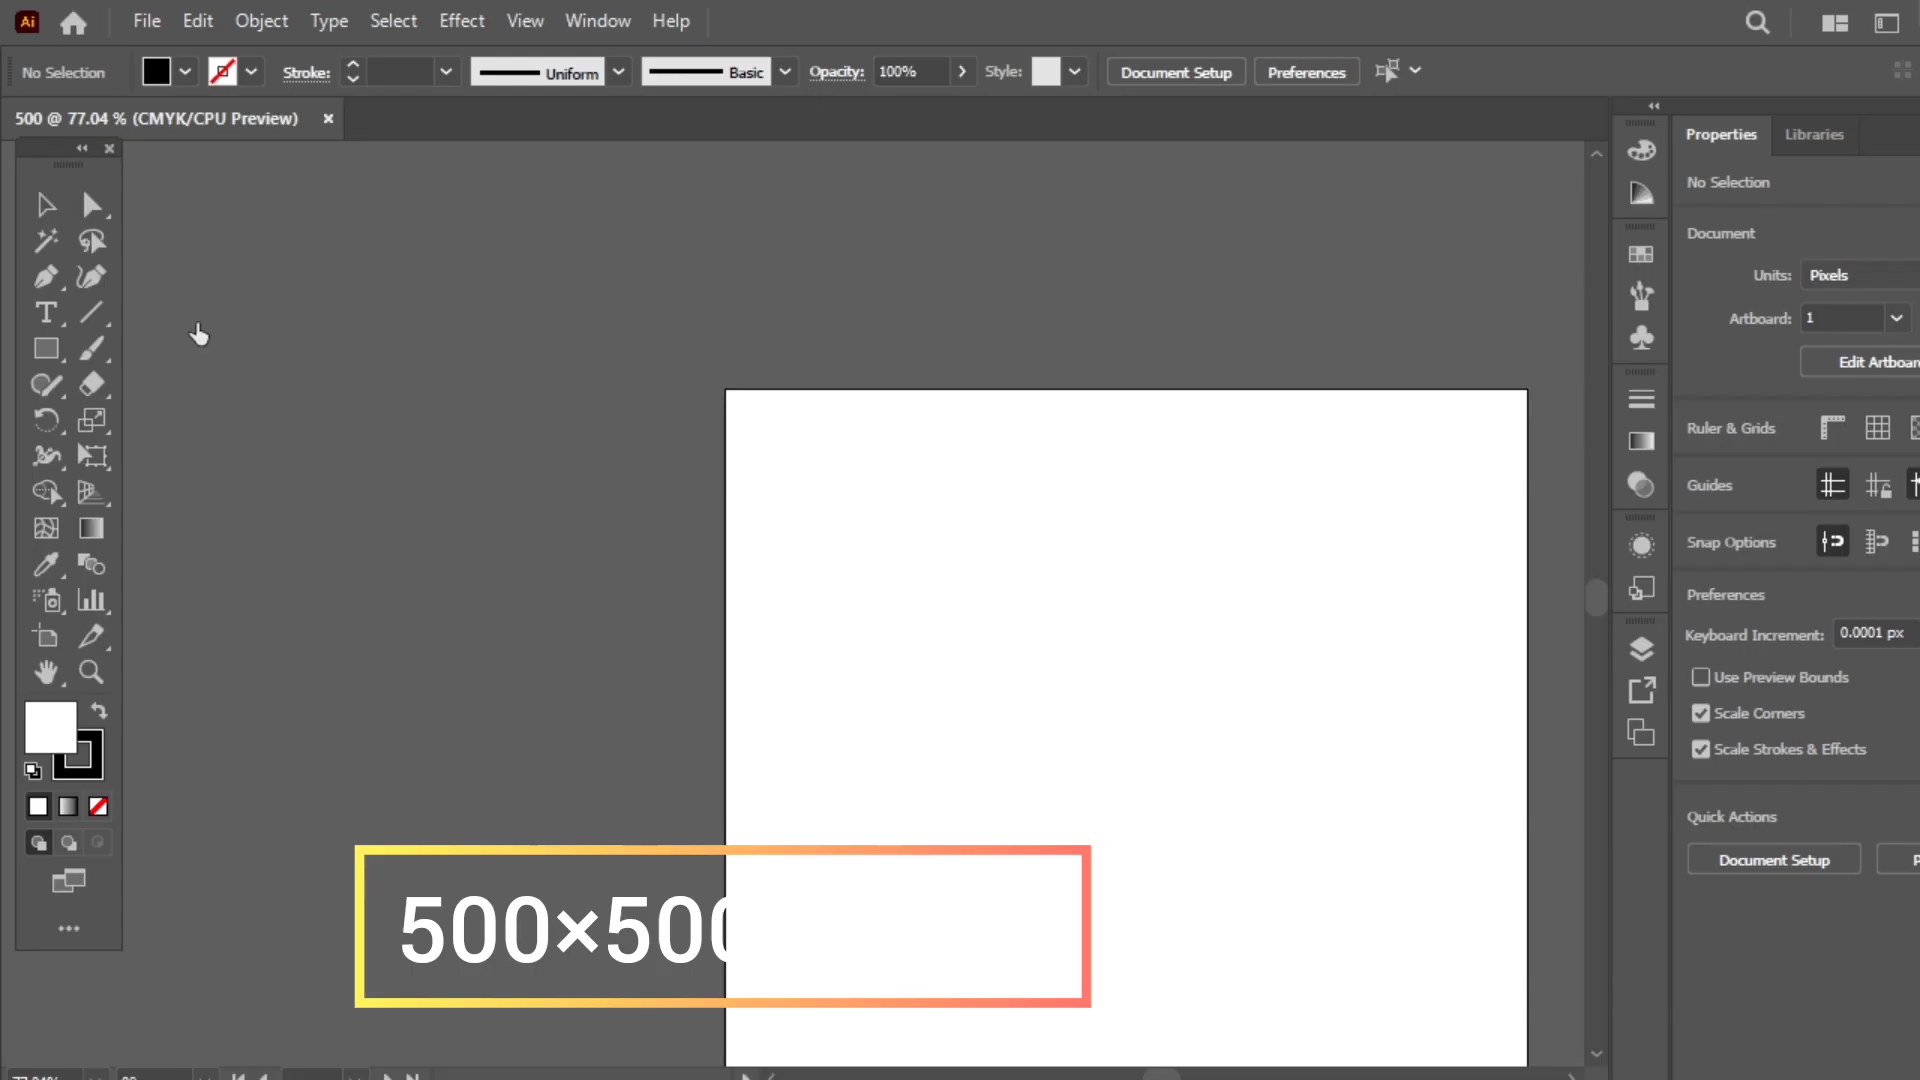 Ai File Edit Object Type Select Effect View Window Help
No Selection Stroke: Uniform Basic Opacity: 100% Style: Document Setup Preferences
500 @ 77.04 % (CMYK/CPU Preview) ×
Properties Libraries
No Selection
Document
Units: Pixels
Artboard: 1
Edit Artboar
Ruler & Grids
Guides
Snap Options
Preferences
Keyboard Increment: 0.0001 px
Use Preview Bounds
Scale Corners
Scale Strokes & Effects
Quick Actions
Document Setup P
500×500